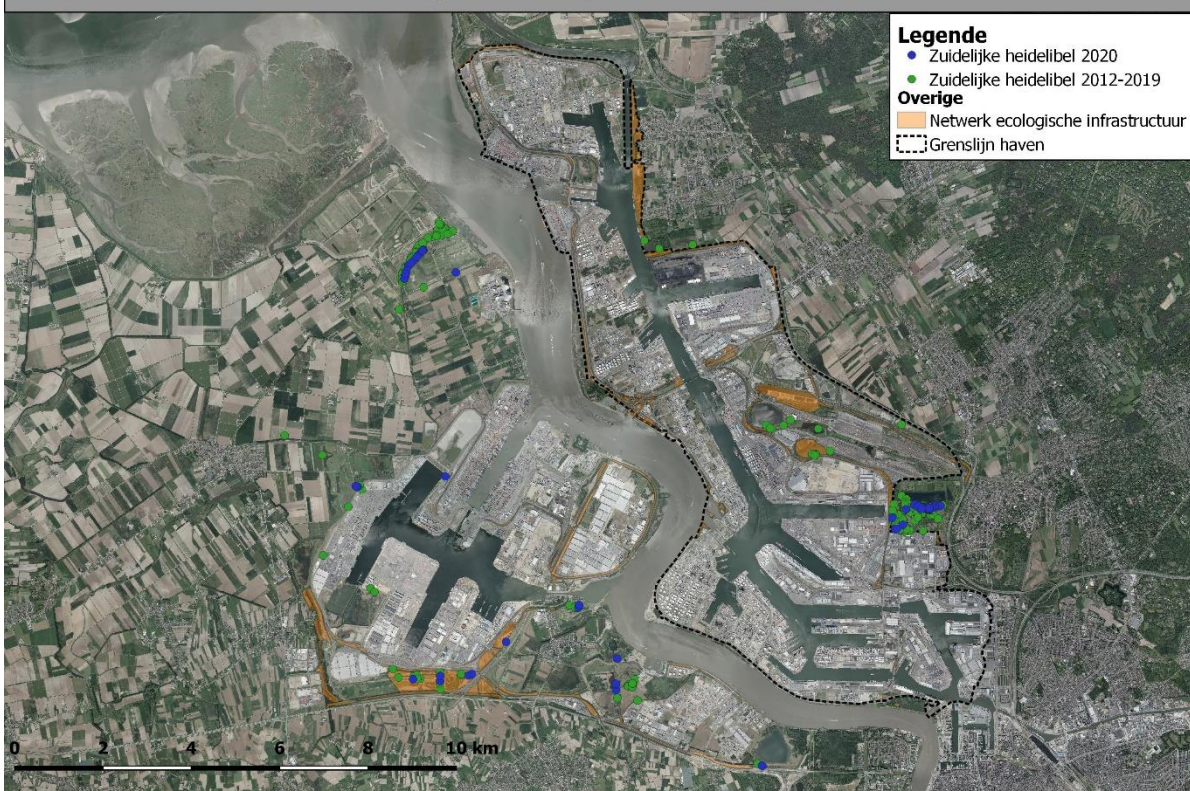 Legende
Zuidelijke heidelibel 2020
Zuidelijke heidelibel 2012-2019
Overige
Netwerk ecologische infrastructuur
Grenslijn haven
0 2 4 6 8 10 km